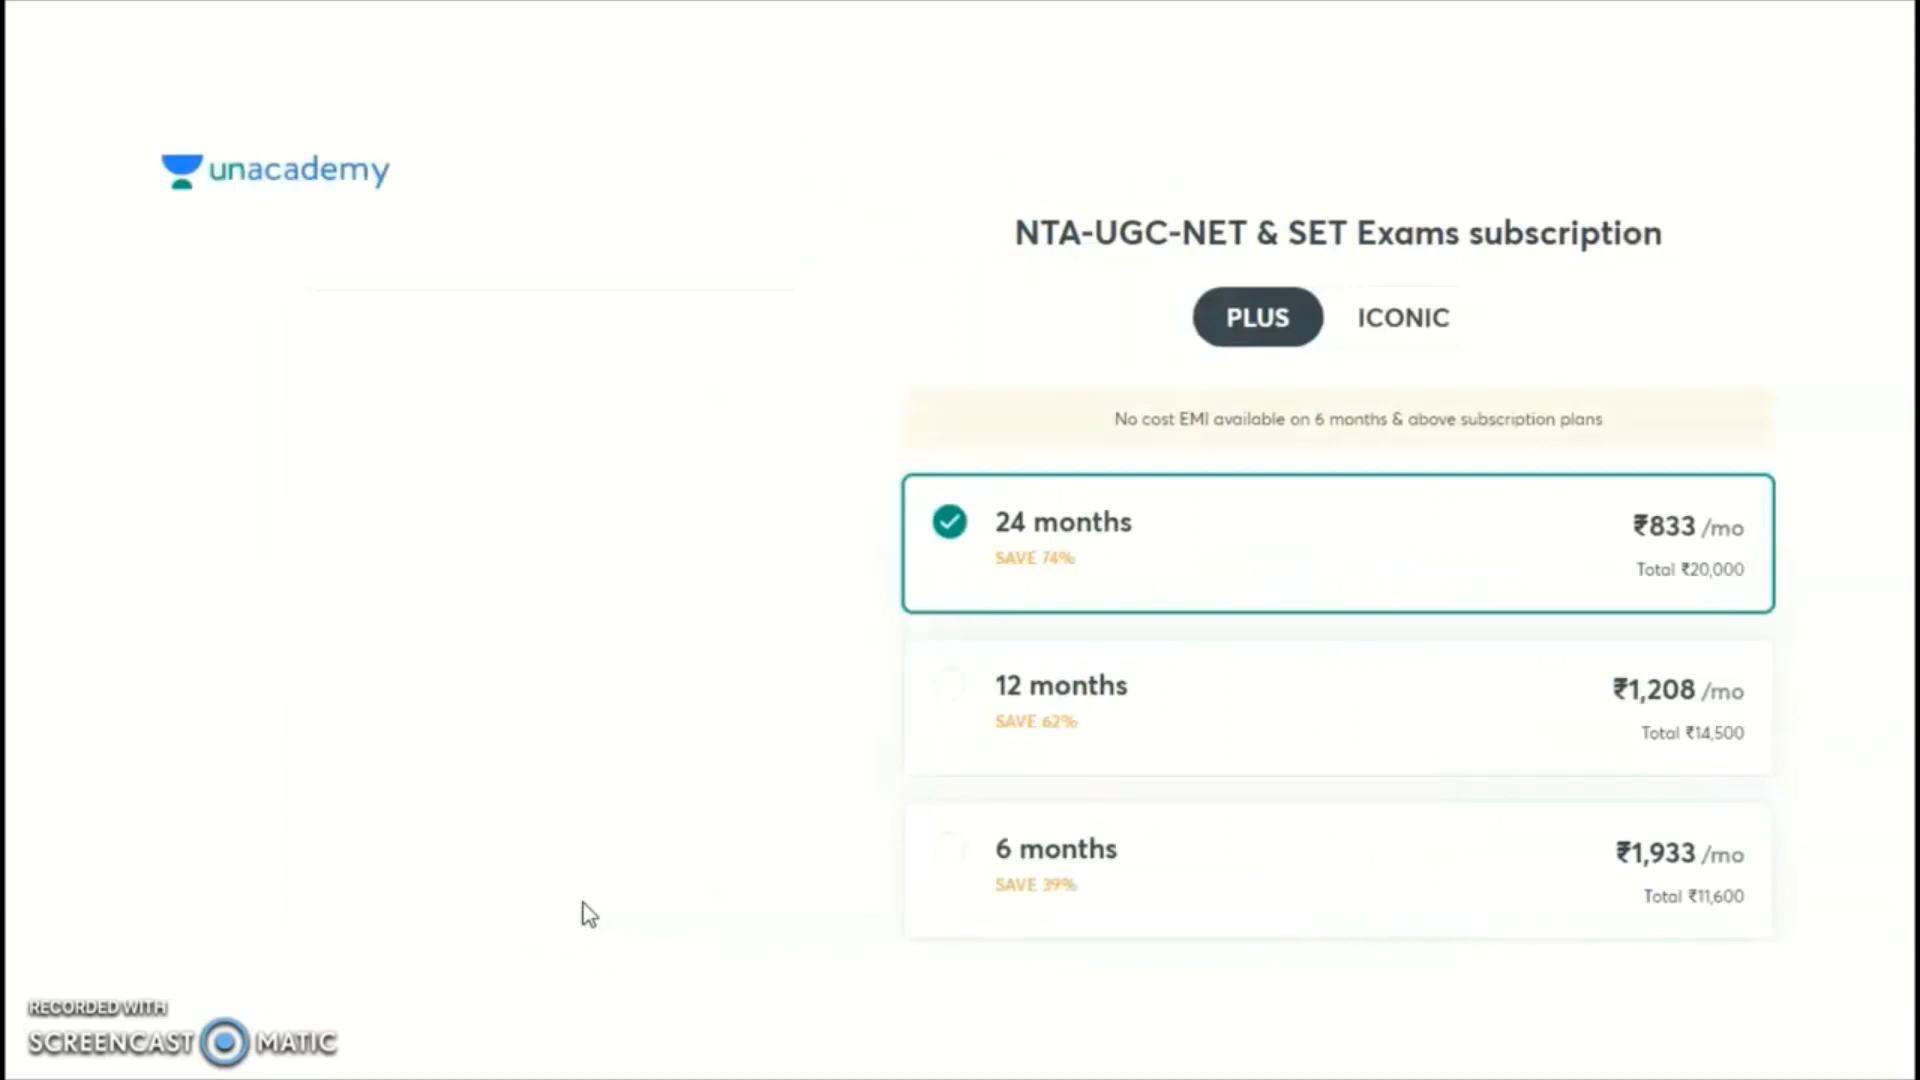 unacademy
NTA-UGC-NET & SET Exams subscription
PLUS ICONIC
No cost EMI available on 6 months & above subscription plans
24 months ₹833 /mo
SAVE 74% Total ₹20,000
12 months ₹1,208 /mo
SAVE 62% Total ₹14,500
6 months ₹1,933 /mo
SAVE 39% Total ₹11,600
RECORDED WITH
SCREENCAST MATIC